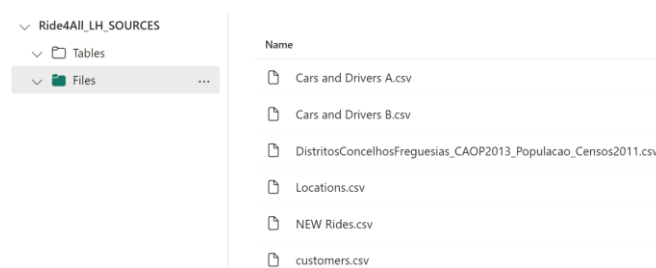 Ride4All_LH_SOURCES
Tables
Files
...
Name
Cars and Drivers A.csv
Cars and Drivers B.csv
DistritosConcelhosFreguesias_CAOP2013_Populacao_Censos2011.csv
Locations.csv
NEW Rides.csv
customers.csv